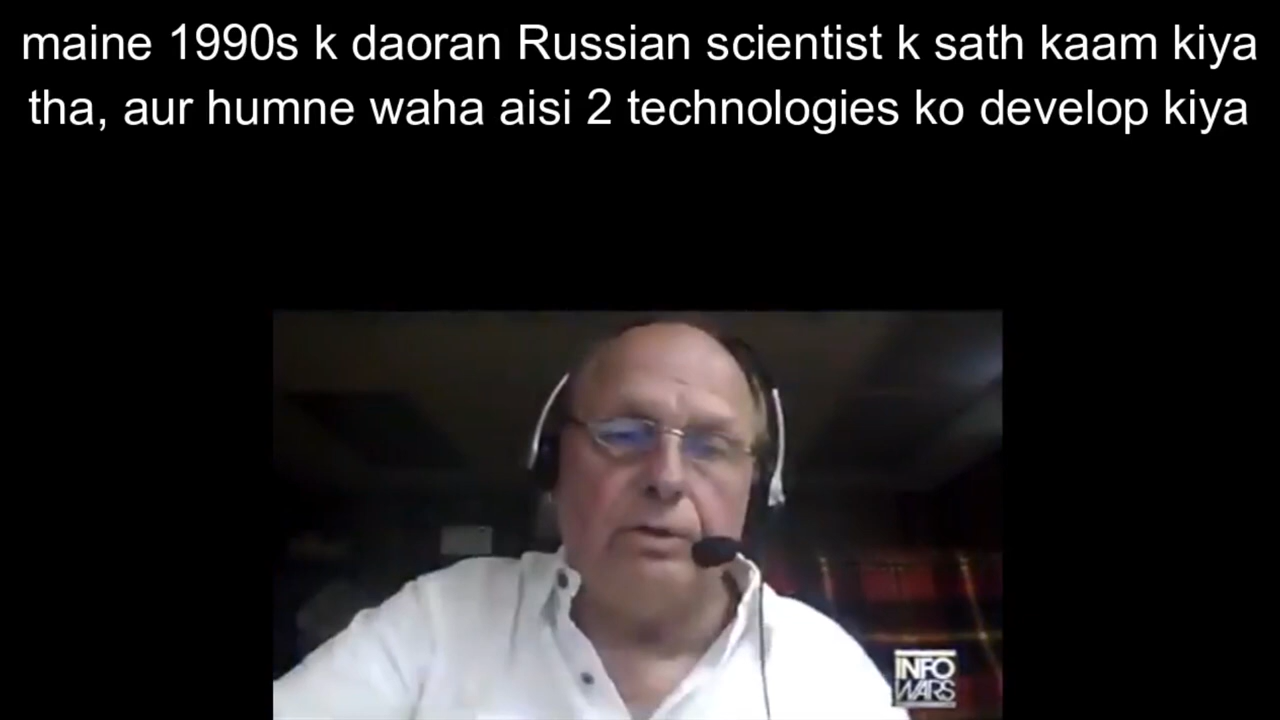 maine 1990s k daoran Russian scientist k sath kaam kiya
tha, aur humne waha aisi 2 technologies ko develop kiya
INFO
WARS